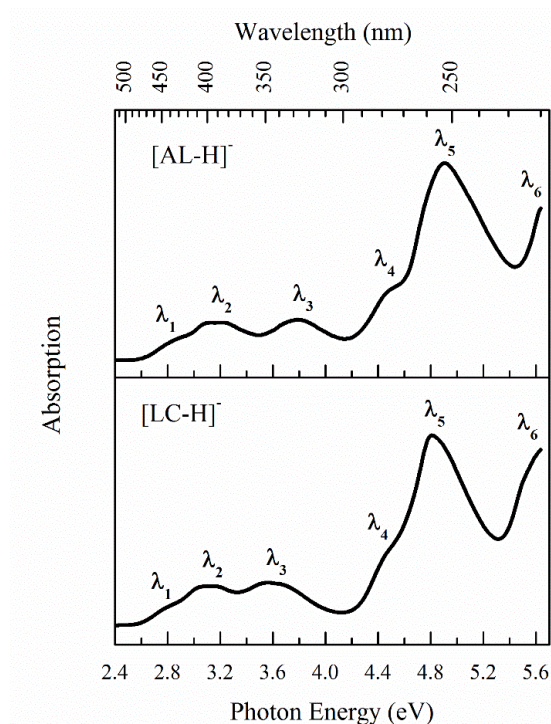 Wavelength (nm)
500 450 400 350 300 250
[AL-H]⁻
λ₁ λ₂ λ₃ λ₄ λ₅ λ₆
Absorption
[LC-H]⁻
λ₁ λ₂ λ₃ λ₄ λ₅ λ₆
2.4 2.8 3.2 3.6 4.0 4.4 4.8 5.2 5.6
Photon Energy (eV)